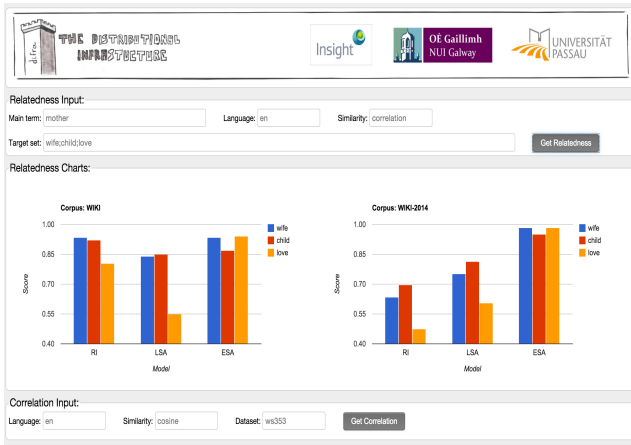 THE DISTRIBUTIONAL
INFRASTUCTURE
difra
Insight
OÉ Gaillimh
NUI Galway
UNIVERSITÄT
PASSAU
Relatedness Input:
Main term: mother Language: en Similarity: correlation
Target set: wife;child;love Get Relatedness
Relatedness Charts:
Corpus: WIKI
1.00
0.85
0.70
0.55
0.40
Score
RI LSA ESA
Model
wife
child
love
Corpus: WIKI-2014
1.00
0.85
0.70
0.55
0.40
Score
RI LSA ESA
Model
wife
child
love
Correlation Input:
Language: en Similarity: cosine Dataset: ws353 Get Correlation